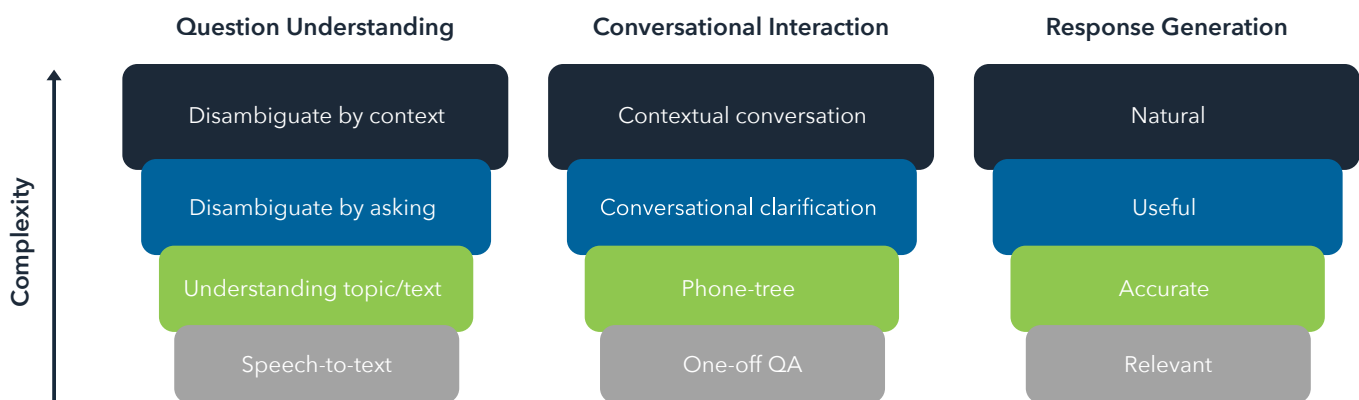 Question Understanding
Conversational Interaction
Response Generation
Complexity
Disambiguate by context
Contextual conversation
Natural
Disambiguate by asking
Conversational clarification
Useful
Understanding topic/text
Phone-tree
Accurate
Speech-to-text
One-off QA
Relevant